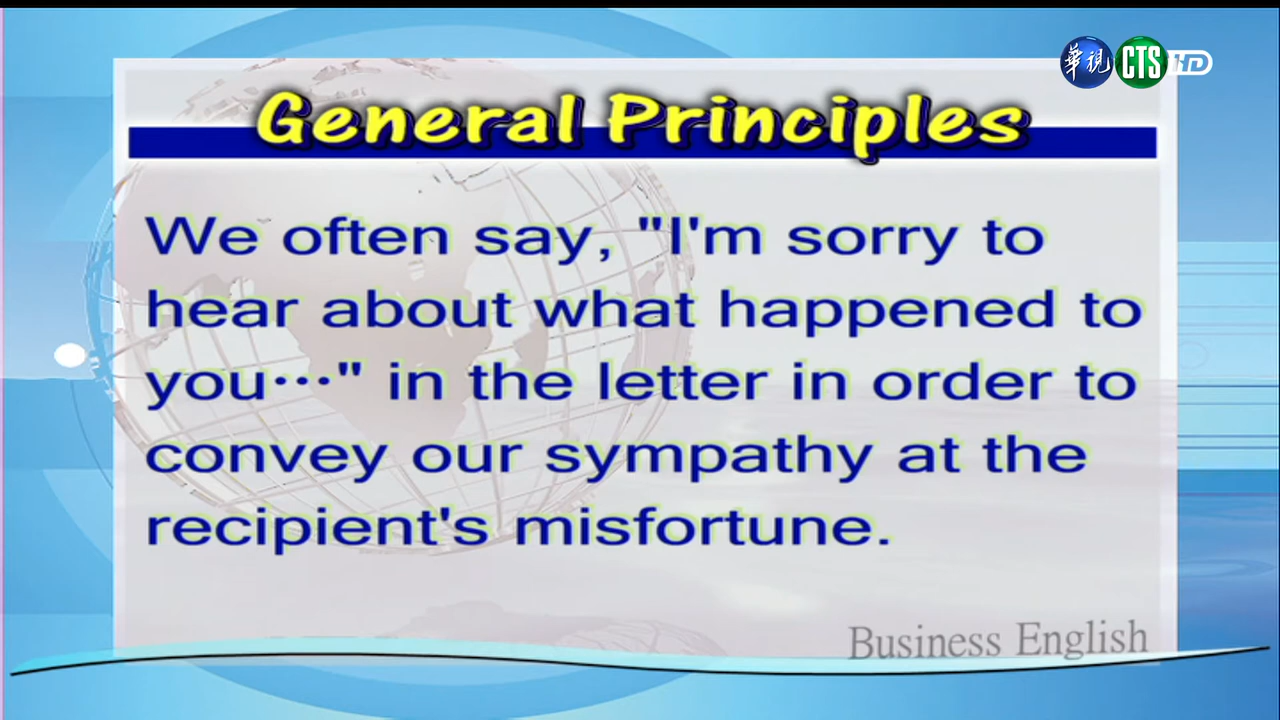 華視 CTS HD
General Principles
We often say, "I'm sorry to
hear about what happened to
you⋯" in the letter in order to
convey our sympathy at the
recipient's misfortune.
Business English